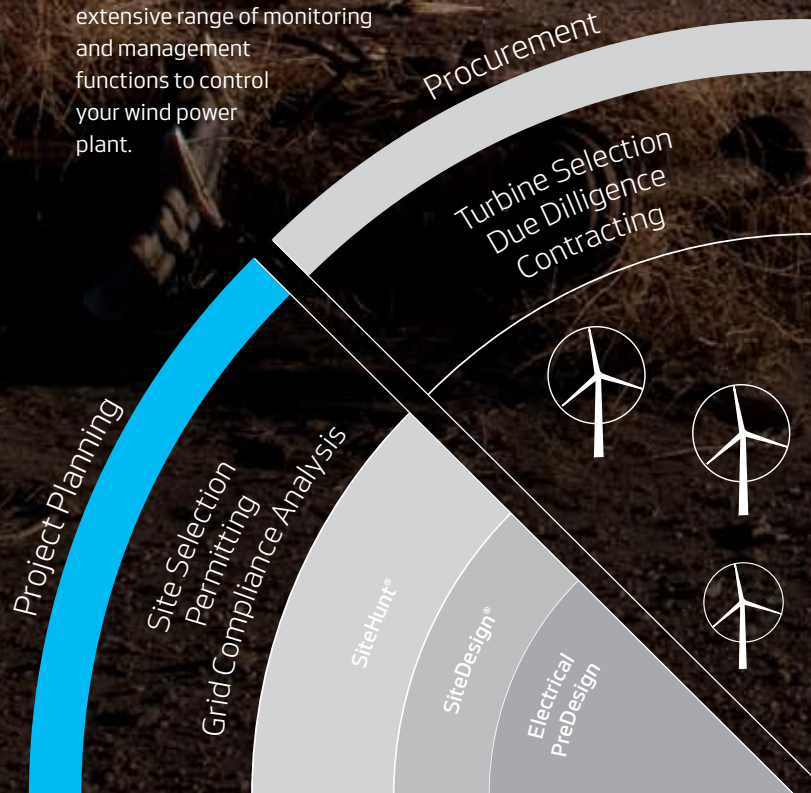 extensive range of monitoring
and management
functions to control
your wind power
plant.
Procurement
Turbine Selection
Due Dilligence
Contracting
Project Planning
Site Selection
Permitting
Grid Compliance Analysis
SiteHunt®
SiteDesign®
Electrical
PreDesign